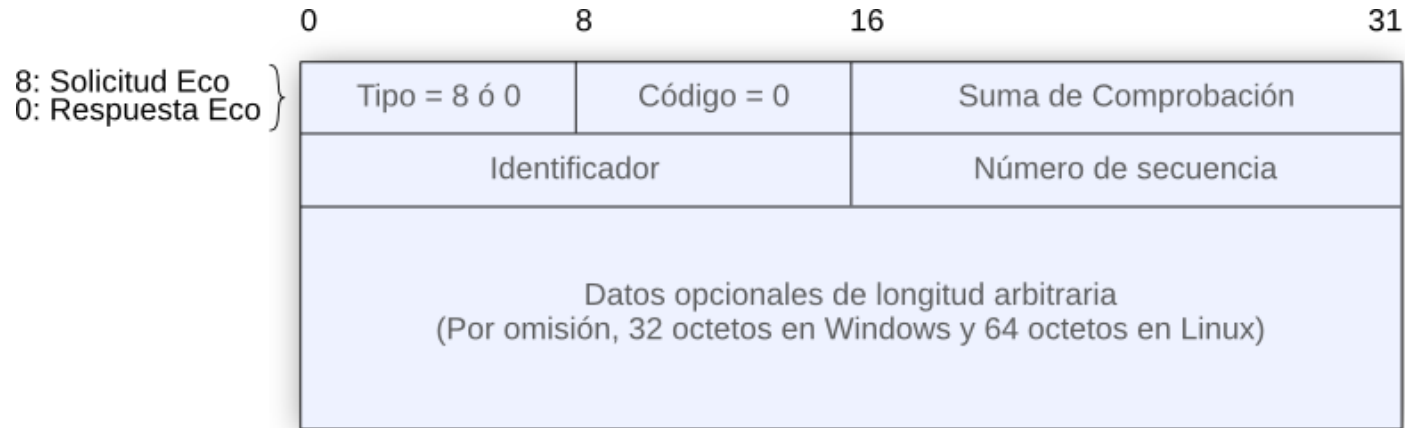 0 8 16 31
8: Solicitud Eco
0: Respuesta Eco
Tipo = 8 ó 0 Código = 0 Suma de Comprobación
Identificador Número de secuencia
Datos opcionales de longitud arbitraria
(Por omisión, 32 octetos en Windows y 64 octetos en Linux)